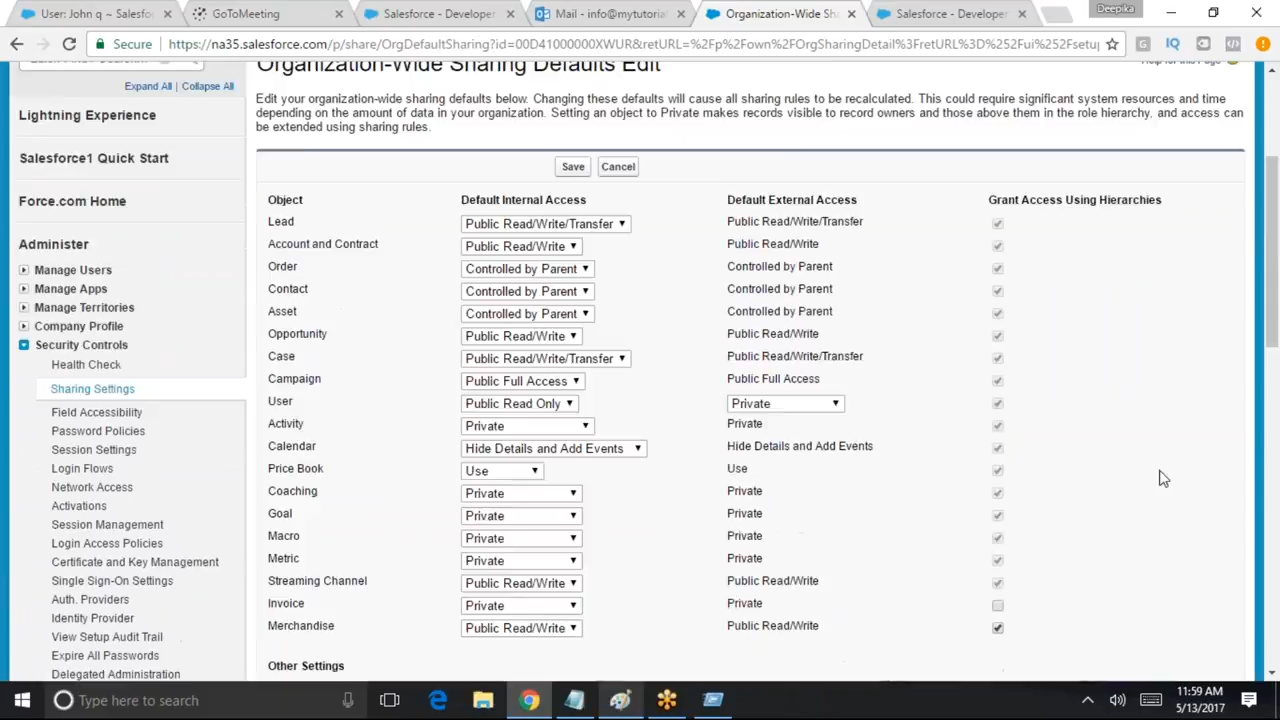 User: John q ~ Salesfo
GoToMeeting
Salesforce - Developer
Mail - info@mytutorial
Organization-Wide Sha
Salesforce - Developer
Deepika
Secure
https://na35.salesforce.com/p/share/OrgDefaultSharing?id=00D41000000XWUR&retURL=%2Fp%2Fown%2FOrgSharingDetail%3FretURL%3D%252Fui%252Fsetu
Expand All | Collapse All
Lightning Experience
Salesforce1 Quick Start
Force.com Home
Administer
Manage Users
Manage Apps
Manage Territories
Company Profile
Security Controls
Health Check
Sharing Settings
Field Accessibility
Password Policies
Session Settings
Login Flows
Network Access
Activations
Session Management
Login Access Policies
Certificate and Key Management
Single Sign-On Settings
Auth. Providers
Identity Provider
View Setup Audit Trail
Expire All Passwords
Delegated Administration
Organization-Wide Sharing Defaults Edit
Help for this Page
Edit your organization-wide sharing defaults below. Changing these defaults will cause all sharing rules to be recalculated. This could require significant system resources and time
depending on the amount of data in your organization. Setting an object to Private makes records visible to record owners and those above them in the role hierarchy, and access can
be extended using sharing rules.
Save Cancel
Object Default Internal Access Default External Access Grant Access Using Hierarchies
Lead Public Read/Write/Transfer Public Read/Write/Transfer
Account and Contract Public Read/Write Public Read/Write
Order Controlled by Parent Controlled by Parent
Contact Controlled by Parent Controlled by Parent
Asset Controlled by Parent Controlled by Parent
Opportunity Public Read/Write Public Read/Write
Case Public Read/Write/Transfer Public Read/Write/Transfer
Campaign Public Full Access Public Full Access
User Public Read Only Private
Activity Private Private
Calendar Hide Details and Add Events Hide Details and Add Events
Price Book Use Use
Coaching Private Private
Goal Private Private
Macro Private Private
Metric Private Private
Streaming Channel Public Read/Write Public Read/Write
Invoice Private Private
Merchandise Public Read/Write Public Read/Write
Other Settings
Type here to search
11:59 AM
5/13/2017